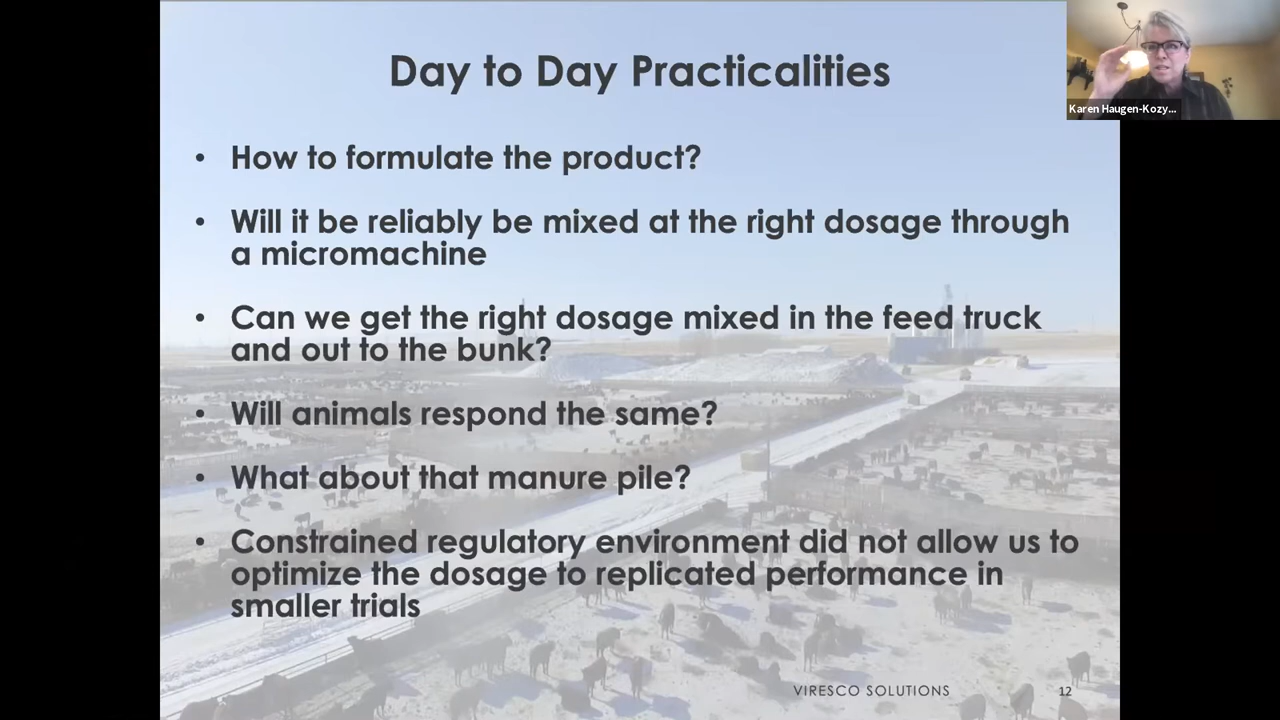 Day to Day Practicalities
Karen Haugen-Kozy...
• How to formulate the product?
• Will it be reliably be mixed at the right dosage through
a micromachine
• Can we get the right dosage mixed in the feed truck
and out to the bunk?
• Will animals respond the same?
• What about that manure pile?
• Constrained regulatory environment did not allow us to
optimize the dosage to replicated performance in
smaller trials
VIRESCO SOLUTIONS
12